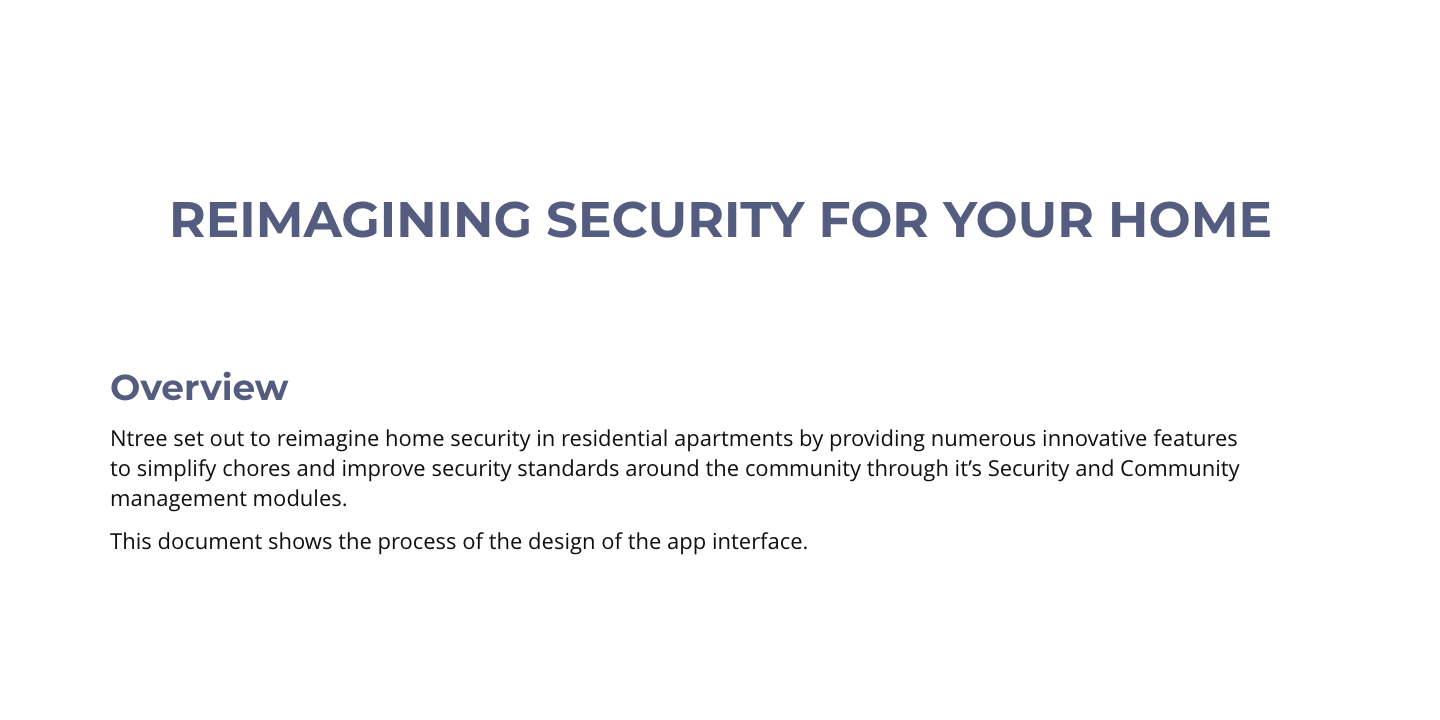 REIMAGINING SECURITY FOR YOUR HOME
Overview
Ntree set out to reimagine home security in residential apartments by providing numerous innovative features
to simplify chores and improve security standards around the community through it’s Security and Community
management modules.
This document shows the process of the design of the app interface.